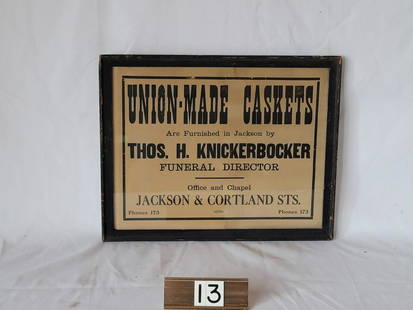 UNION-MADE CASKETS
Are Furnished in Jackson by
THOS. H. KNICKERBOCKER
FUNERAL DIRECTOR
Office and Chapel
JACKSON & CORTLAND STS.
Phones 173 Phones 173
13